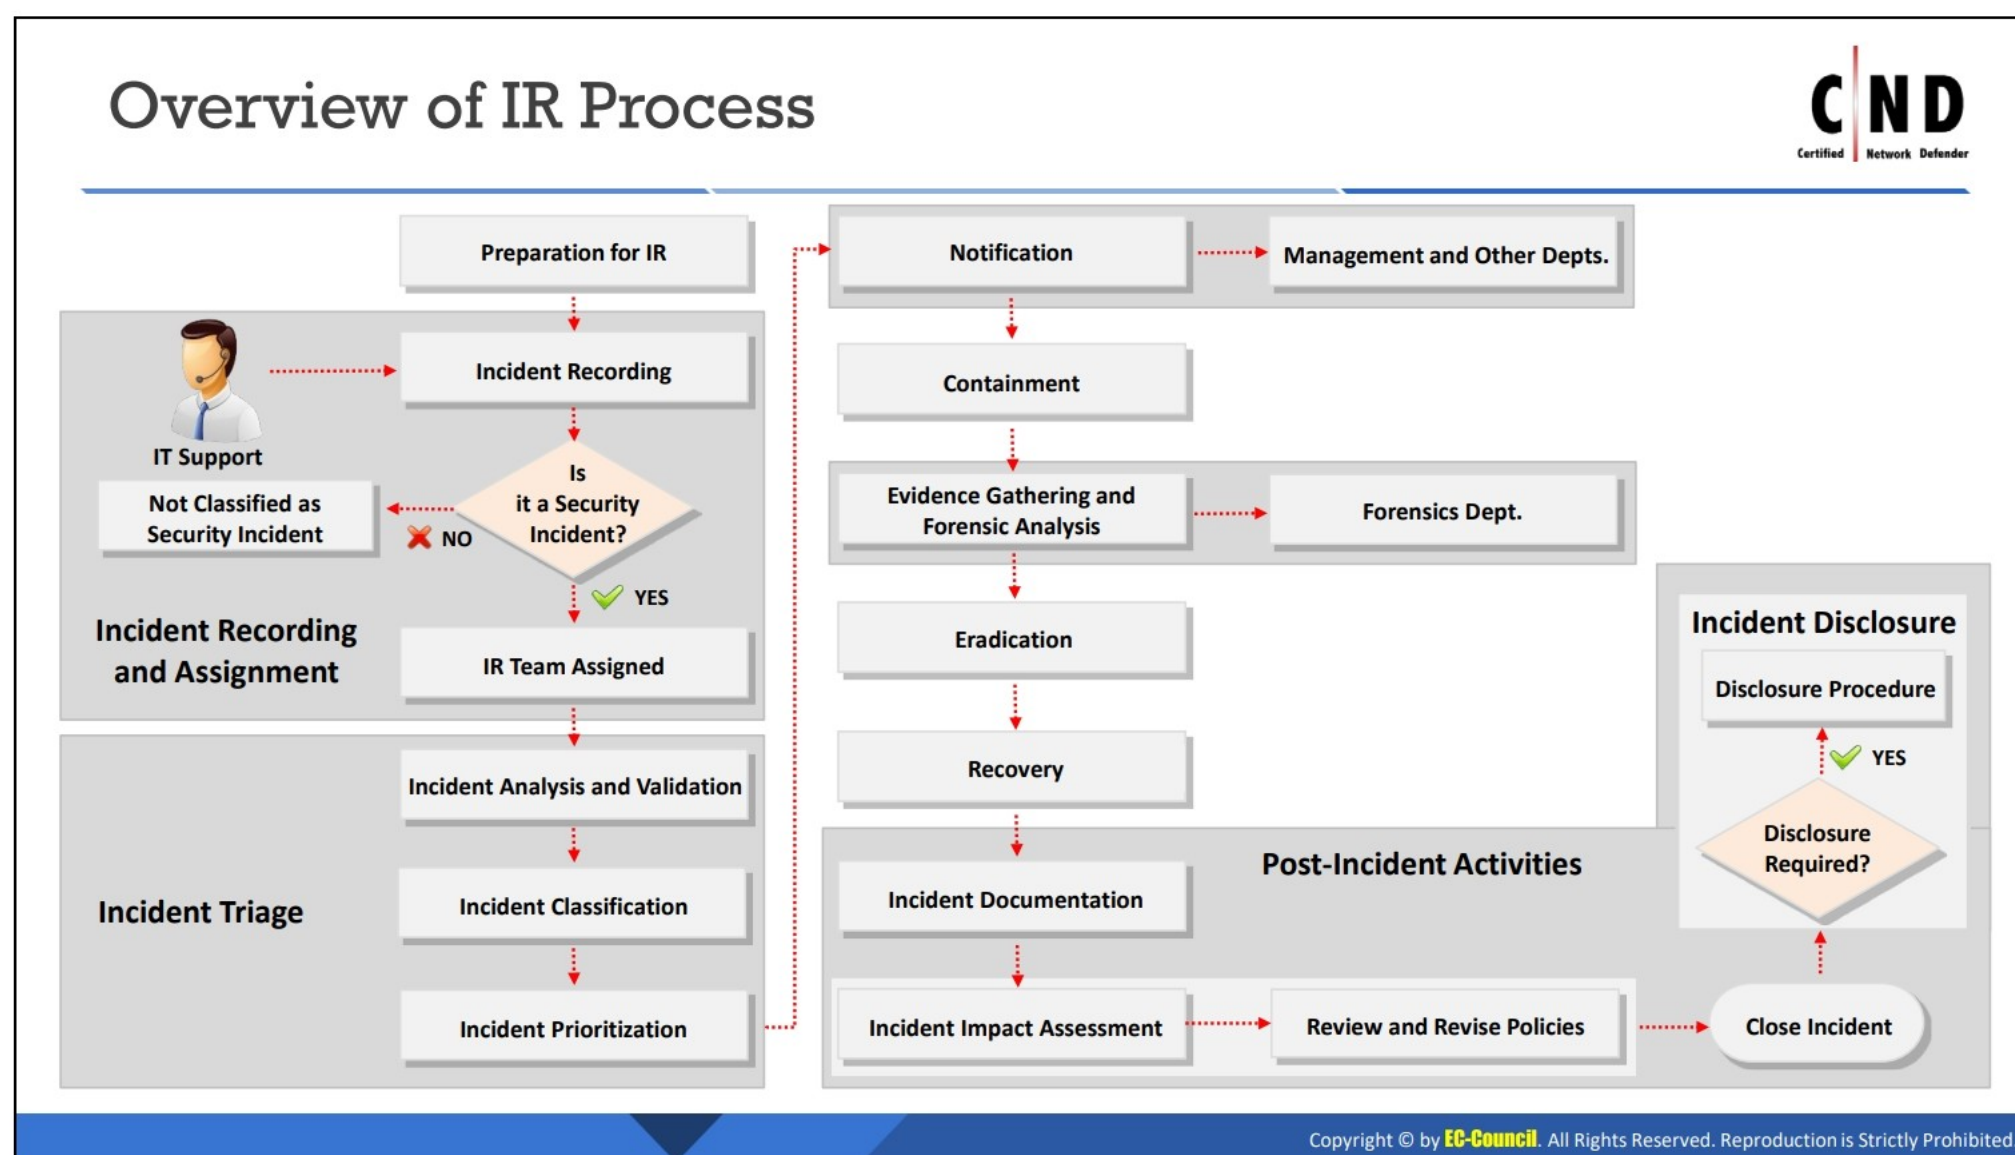 Overview of IR Process
CND
Certified Network Defender
Preparation for IR
Incident Recording
IT Support
Is
it a Security
Incident?
Not Classified as
Security Incident
NO
YES
Incident Recording
and Assignment
IR Team Assigned
Incident Analysis and Validation
Incident Triage
Incident Classification
Incident Prioritization
Notification
Management and Other Depts.
Containment
Evidence Gathering and
Forensic Analysis
Forensics Dept.
Eradication
Recovery
Post-Incident Activities
Incident Documentation
Incident Impact Assessment
Review and Revise Policies
Close Incident
Incident Disclosure
Disclosure Procedure
YES
Disclosure
Required?
Copyright © by EC-Council. All Rights Reserved. Reproduction is Strictly Prohibited.